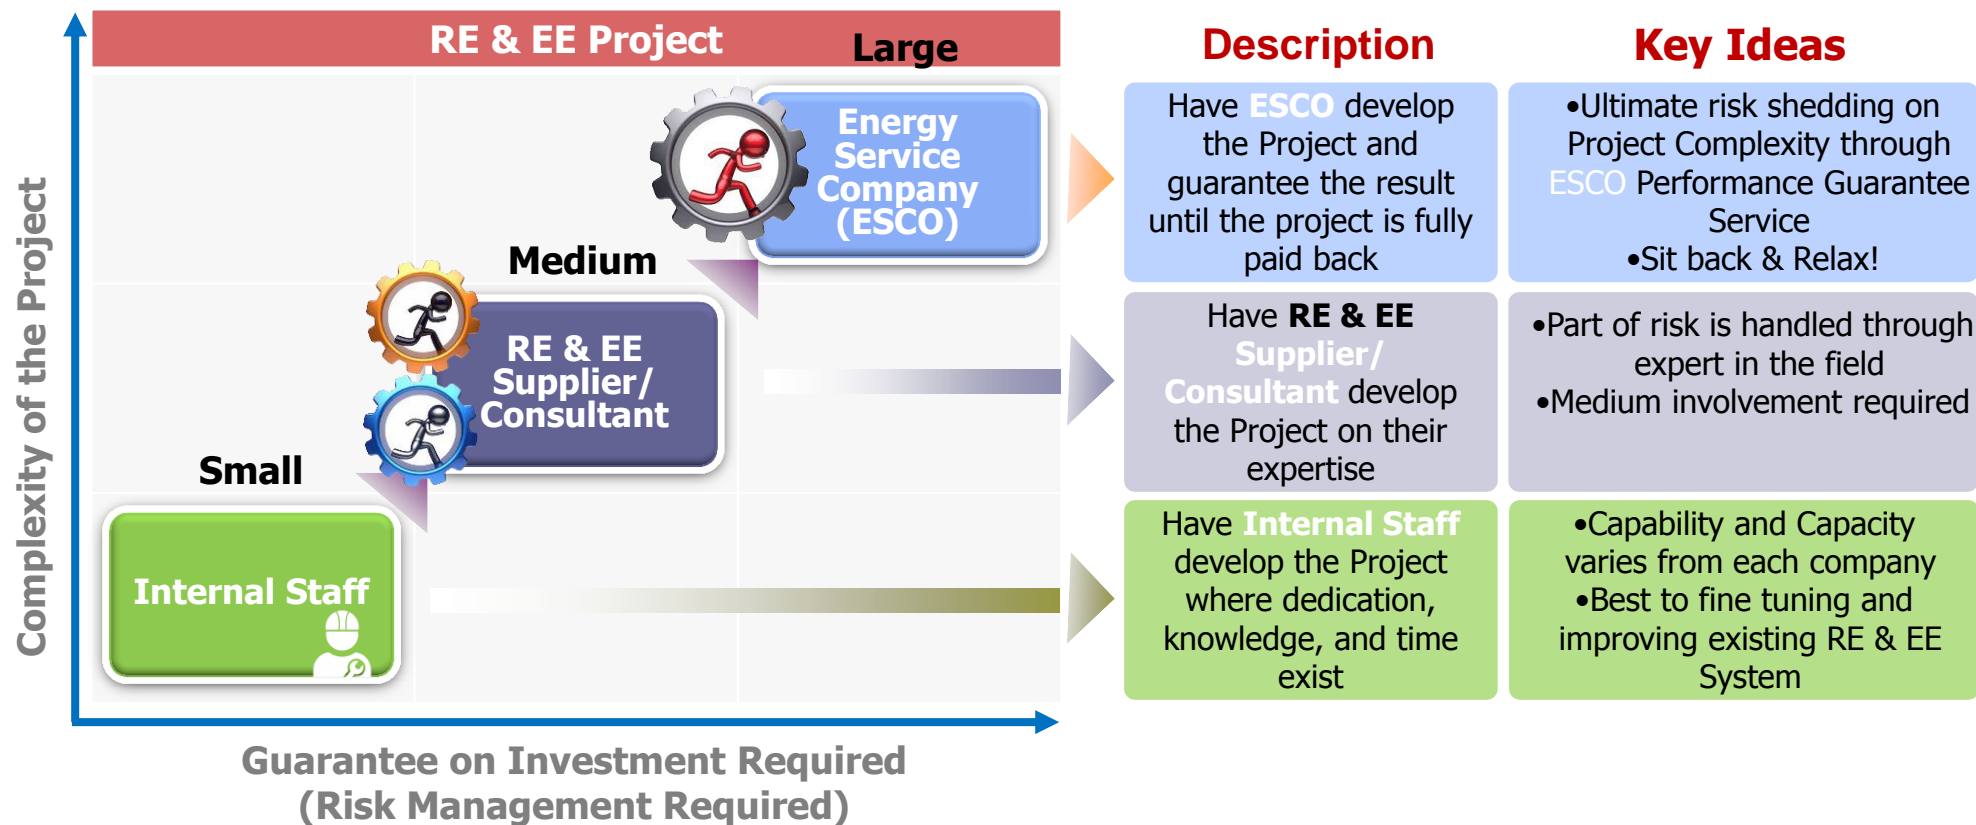 RE & EE Project
Large
Description
Key Ideas
Energy
Service
Company
(ESCO)
Have ESCO develop
the Project and
guarantee the result
until the project is fully
paid back
•Ultimate risk shedding on
Project Complexity through
ESCO Performance Guarantee
Service
•Sit back & Relax!
Medium
RE & EE
Supplier/
Consultant
Have RE & EE
Supplier/
Consultant develop
the Project on their
expertise
•Part of risk is handled through
expert in the field
•Medium involvement required
Small
Internal Staff
Have Internal Staff
develop the Project
where dedication,
knowledge, and time
exist
•Capability and Capacity
varies from each company
•Best to fine tuning and
improving existing RE & EE
System
Complexity of the Project
Guarantee on Investment Required
(Risk Management Required)